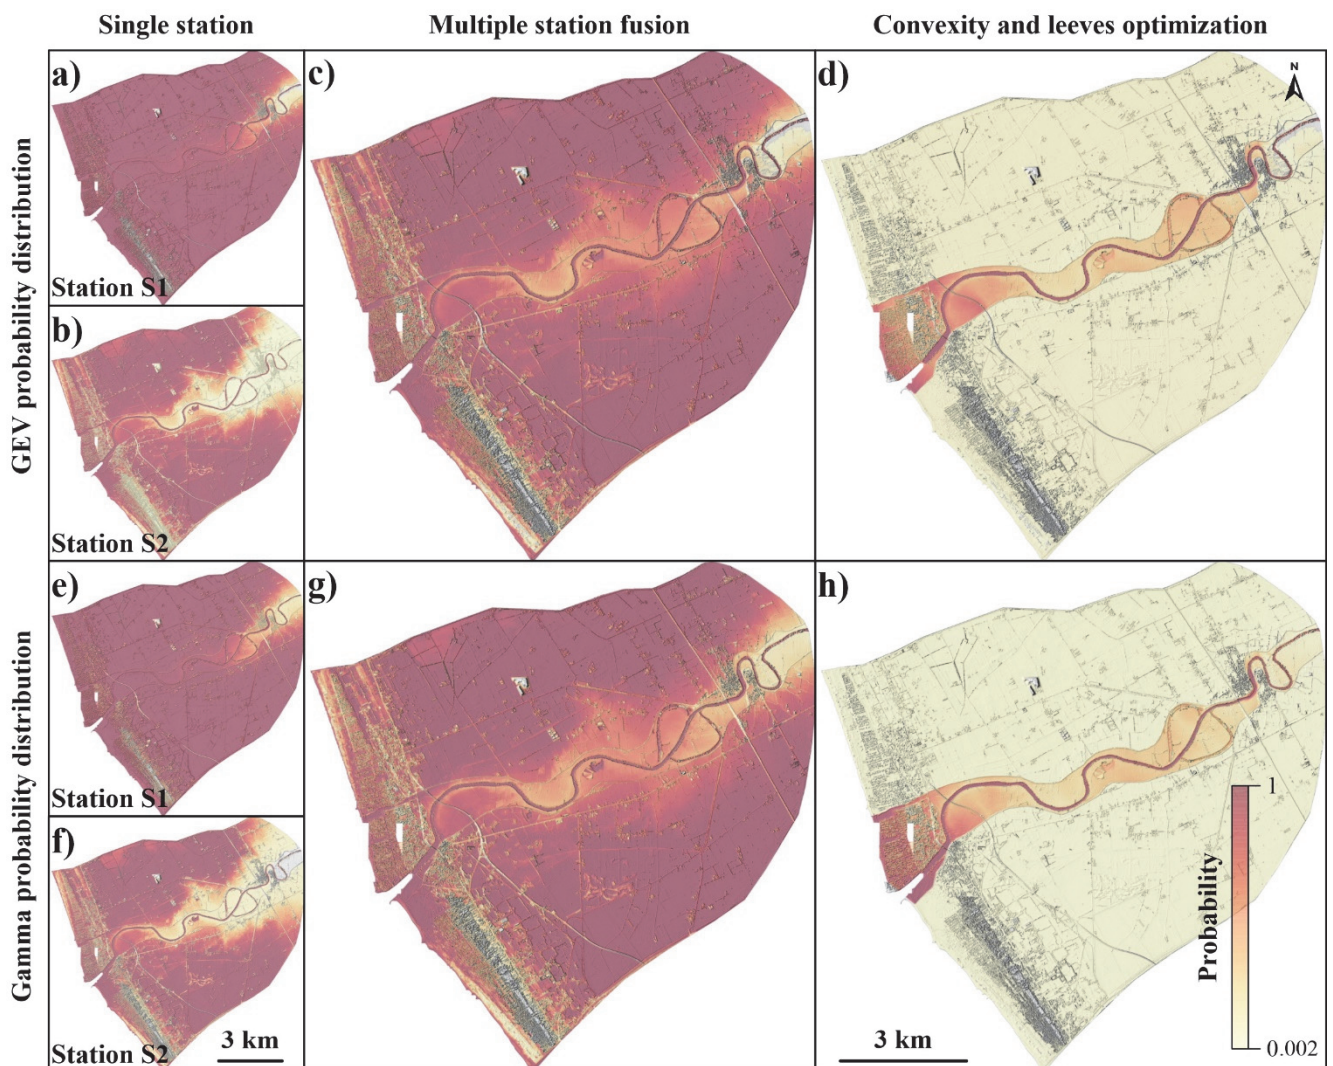 Single station
Multiple station fusion
Convexity and leeves optimization
GEV probability distribution
a)
Station S1
b)
Station S2
c)
d)
N
Gamma probability distribution
e)
Station S1
f)
Station S2
3 km
g)
h)
3 km
Probability
1
0.002